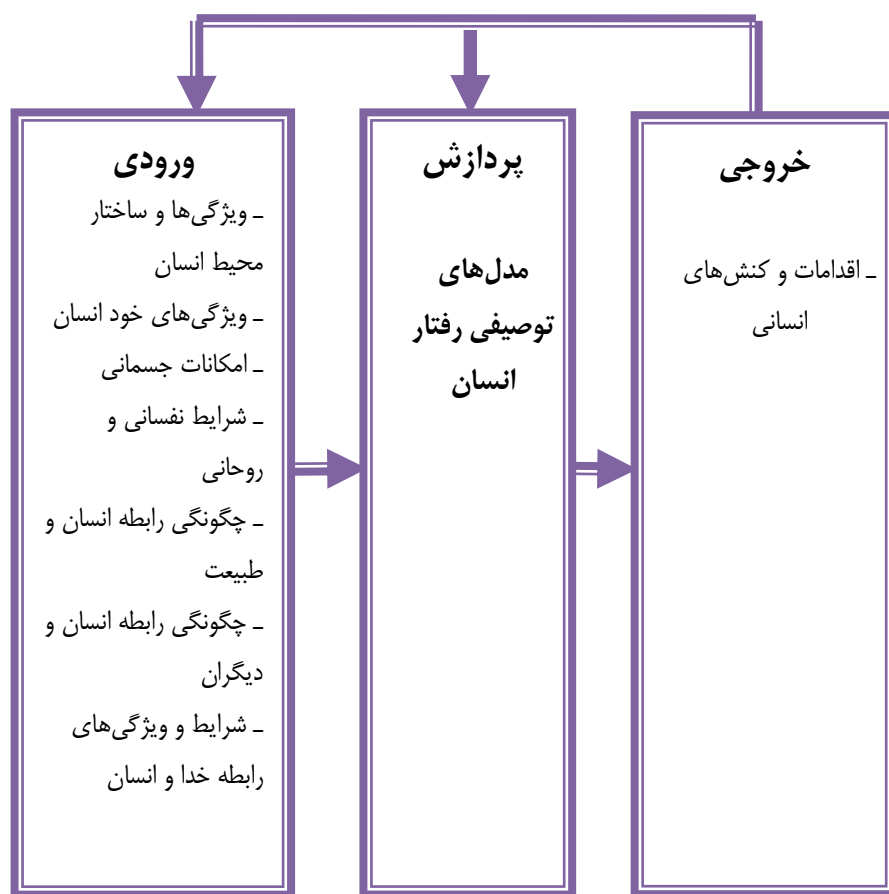 ورودی
ـ ویژگی‌ها و ساختار
محیط انسان
ـ ویژگی‌های خود انسان
ـ امکانات جسمانی
ـ شرایط نفسانی و
روحانی
ـ چگونگی رابطه انسان و
طبیعت
ـ چگونگی رابطه انسان و
دیگران
ـ شرایط و ویژگی‌های
رابطه خدا و انسان
پردازش
مدل‌های
توصیفی رفتار
انسان
خروجی
ـ اقدامات و کنش‌های
انسانی